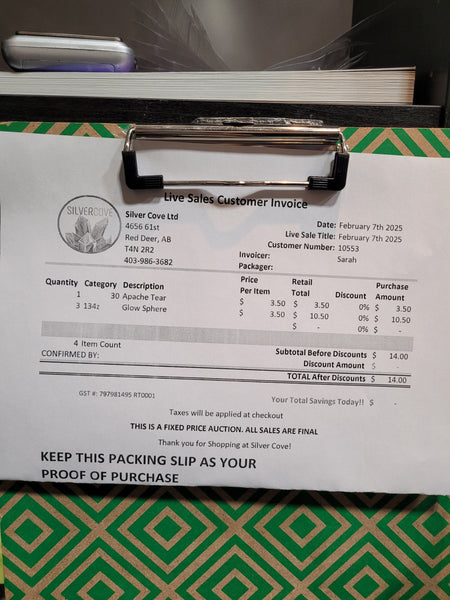 Live Sales Customer Invoice
SILVERCOVE
Silver Cove Ltd
4656 61st
Red Deer, AB
T4N 2R2
403-986-3682
Date: February 7th 2025
Live Sale Title: February 7th 2025
Customer Number: 10553
Invoicer: Sarah
Packager:
Quantity Category Description Price Per Item Retail Total Discount Purchase Amount
1 30 Apache Tear $ 3.50 $ 3.50 0% $ 3.50
3 134z Glow Sphere $ 3.50 $ 10.50 0% $ 10.50
$ - 0% $ -
4 Item Count
Subtotal Before Discounts $ 14.00
CONFIRMED BY:
Discount Amount $ -
TOTAL After Discounts $ 14.00
GST #: 797981495 RT0001
Your Total Savings Today!! $ -
Taxes will be applied at checkout
THIS IS A FIXED PRICE AUCTION. ALL SALES ARE FINAL
Thank you for Shopping at Silver Cove!
KEEP THIS PACKING SLIP AS YOUR
PROOF OF PURCHASE